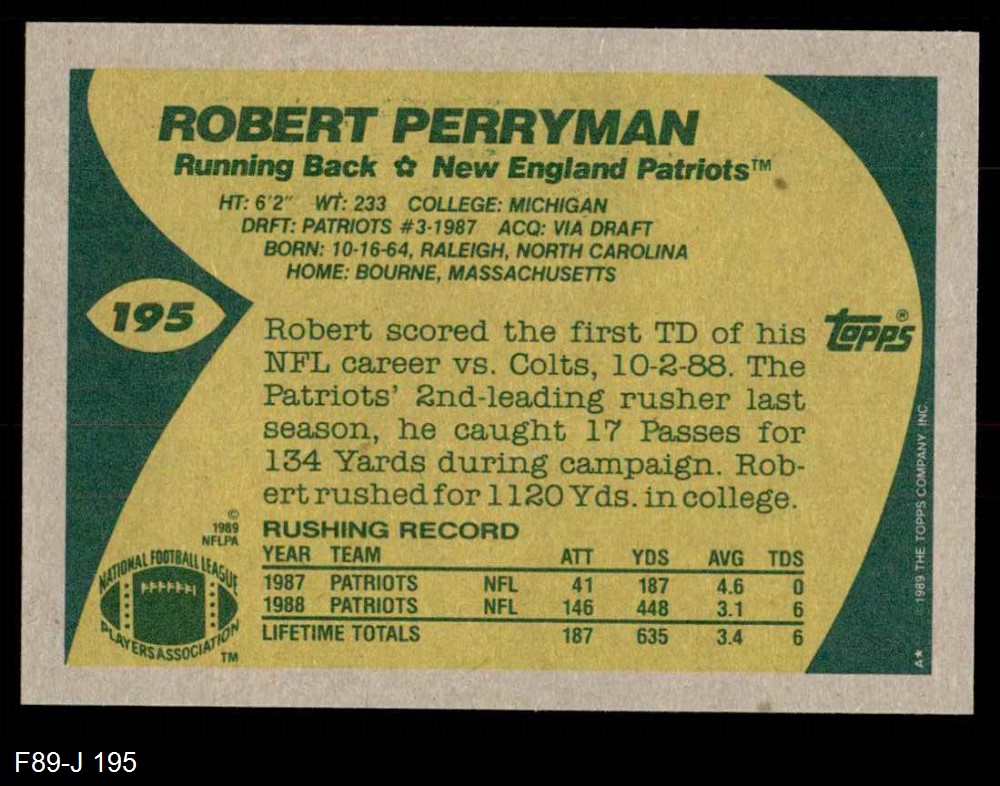 ROBERT PERRYMAN
Running Back ✿ New England Patriots™
HT: 6'2" WT: 233 COLLEGE: MICHIGAN
DRFT: PATRIOTS #3-1987 ACQ: VIA DRAFT
BORN: 10-16-64, RALEIGH, NORTH CAROLINA
HOME: BOURNE, MASSACHUSETTS
195
Robert scored the first TD of his
NFL career vs. Colts, 10-2-88. The
Patriots' 2nd-leading rusher last
season, he caught 17 Passes for
134 Yards during campaign. Rob-
ert rushed for 1120 Yds. in college.
topps®
©1989 THE TOPPS COMPANY, INC.
A★
©
1989
NFLPA
NATIONAL FOOTBALL LEAGUE
PLAYERS ASSOCIATION
TM
RUSHING RECORD
YEAR TEAM ATT YDS AVG TDS
1987 PATRIOTS NFL 41 187 4.6 0
1988 PATRIOTS NFL 146 448 3.1 6
LIFETIME TOTALS 187 635 3.4 6
F89-J 195